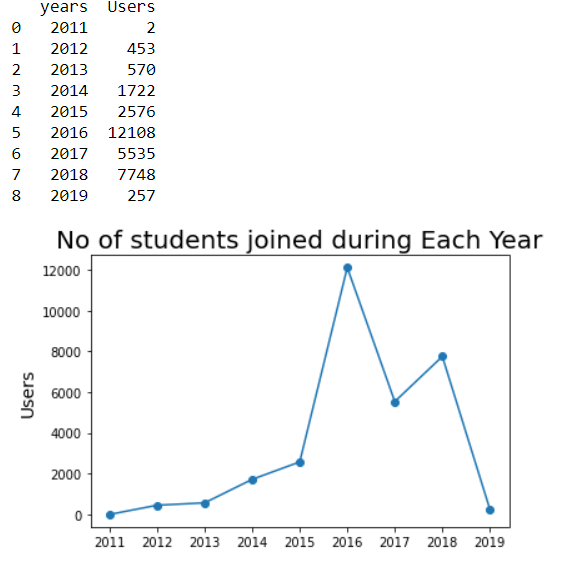 years Users
0 2011 2
1 2012 453
2 2013 570
3 2014 1722
4 2015 2576
5 2016 12108
6 2017 5535
7 2018 7748
8 2019 257
No of students joined during Each Year
12000
10000
8000
6000
4000
2000
0
Users
2011 2012 2013 2014 2015 2016 2017 2018 2019